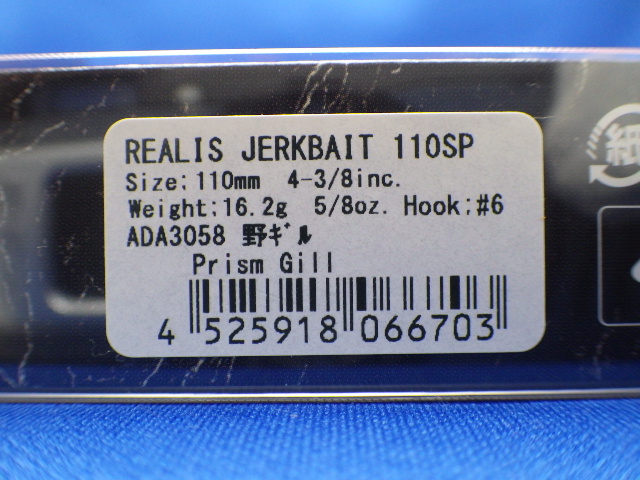 REALIS JERKBAIT 110SP
Size:110mm 4-3/8inc.
Weight:16.2g 5/8oz. Hook:#6
ADA3058 野ギル
Prism Gill
4 525918 066703
紙